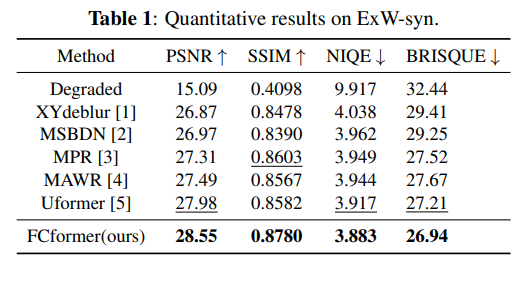 Table 1: Quantitative results on ExW-syn.
Method PSNR ↑ SSIM ↑ NIQE ↓ BRISQUE ↓
Degraded 15.09 0.4098 9.917 32.44
XYdeblur [1] 26.87 0.8478 4.038 29.41
MSBDN [2] 26.97 0.8390 3.962 29.25
MPR [3] 27.31 0.8603 3.949 27.52
MAWR [4] 27.49 0.8567 3.944 27.67
Uformer [5] 27.98 0.8582 3.917 27.21
FCformer(ours) 28.55 0.8780 3.883 26.94